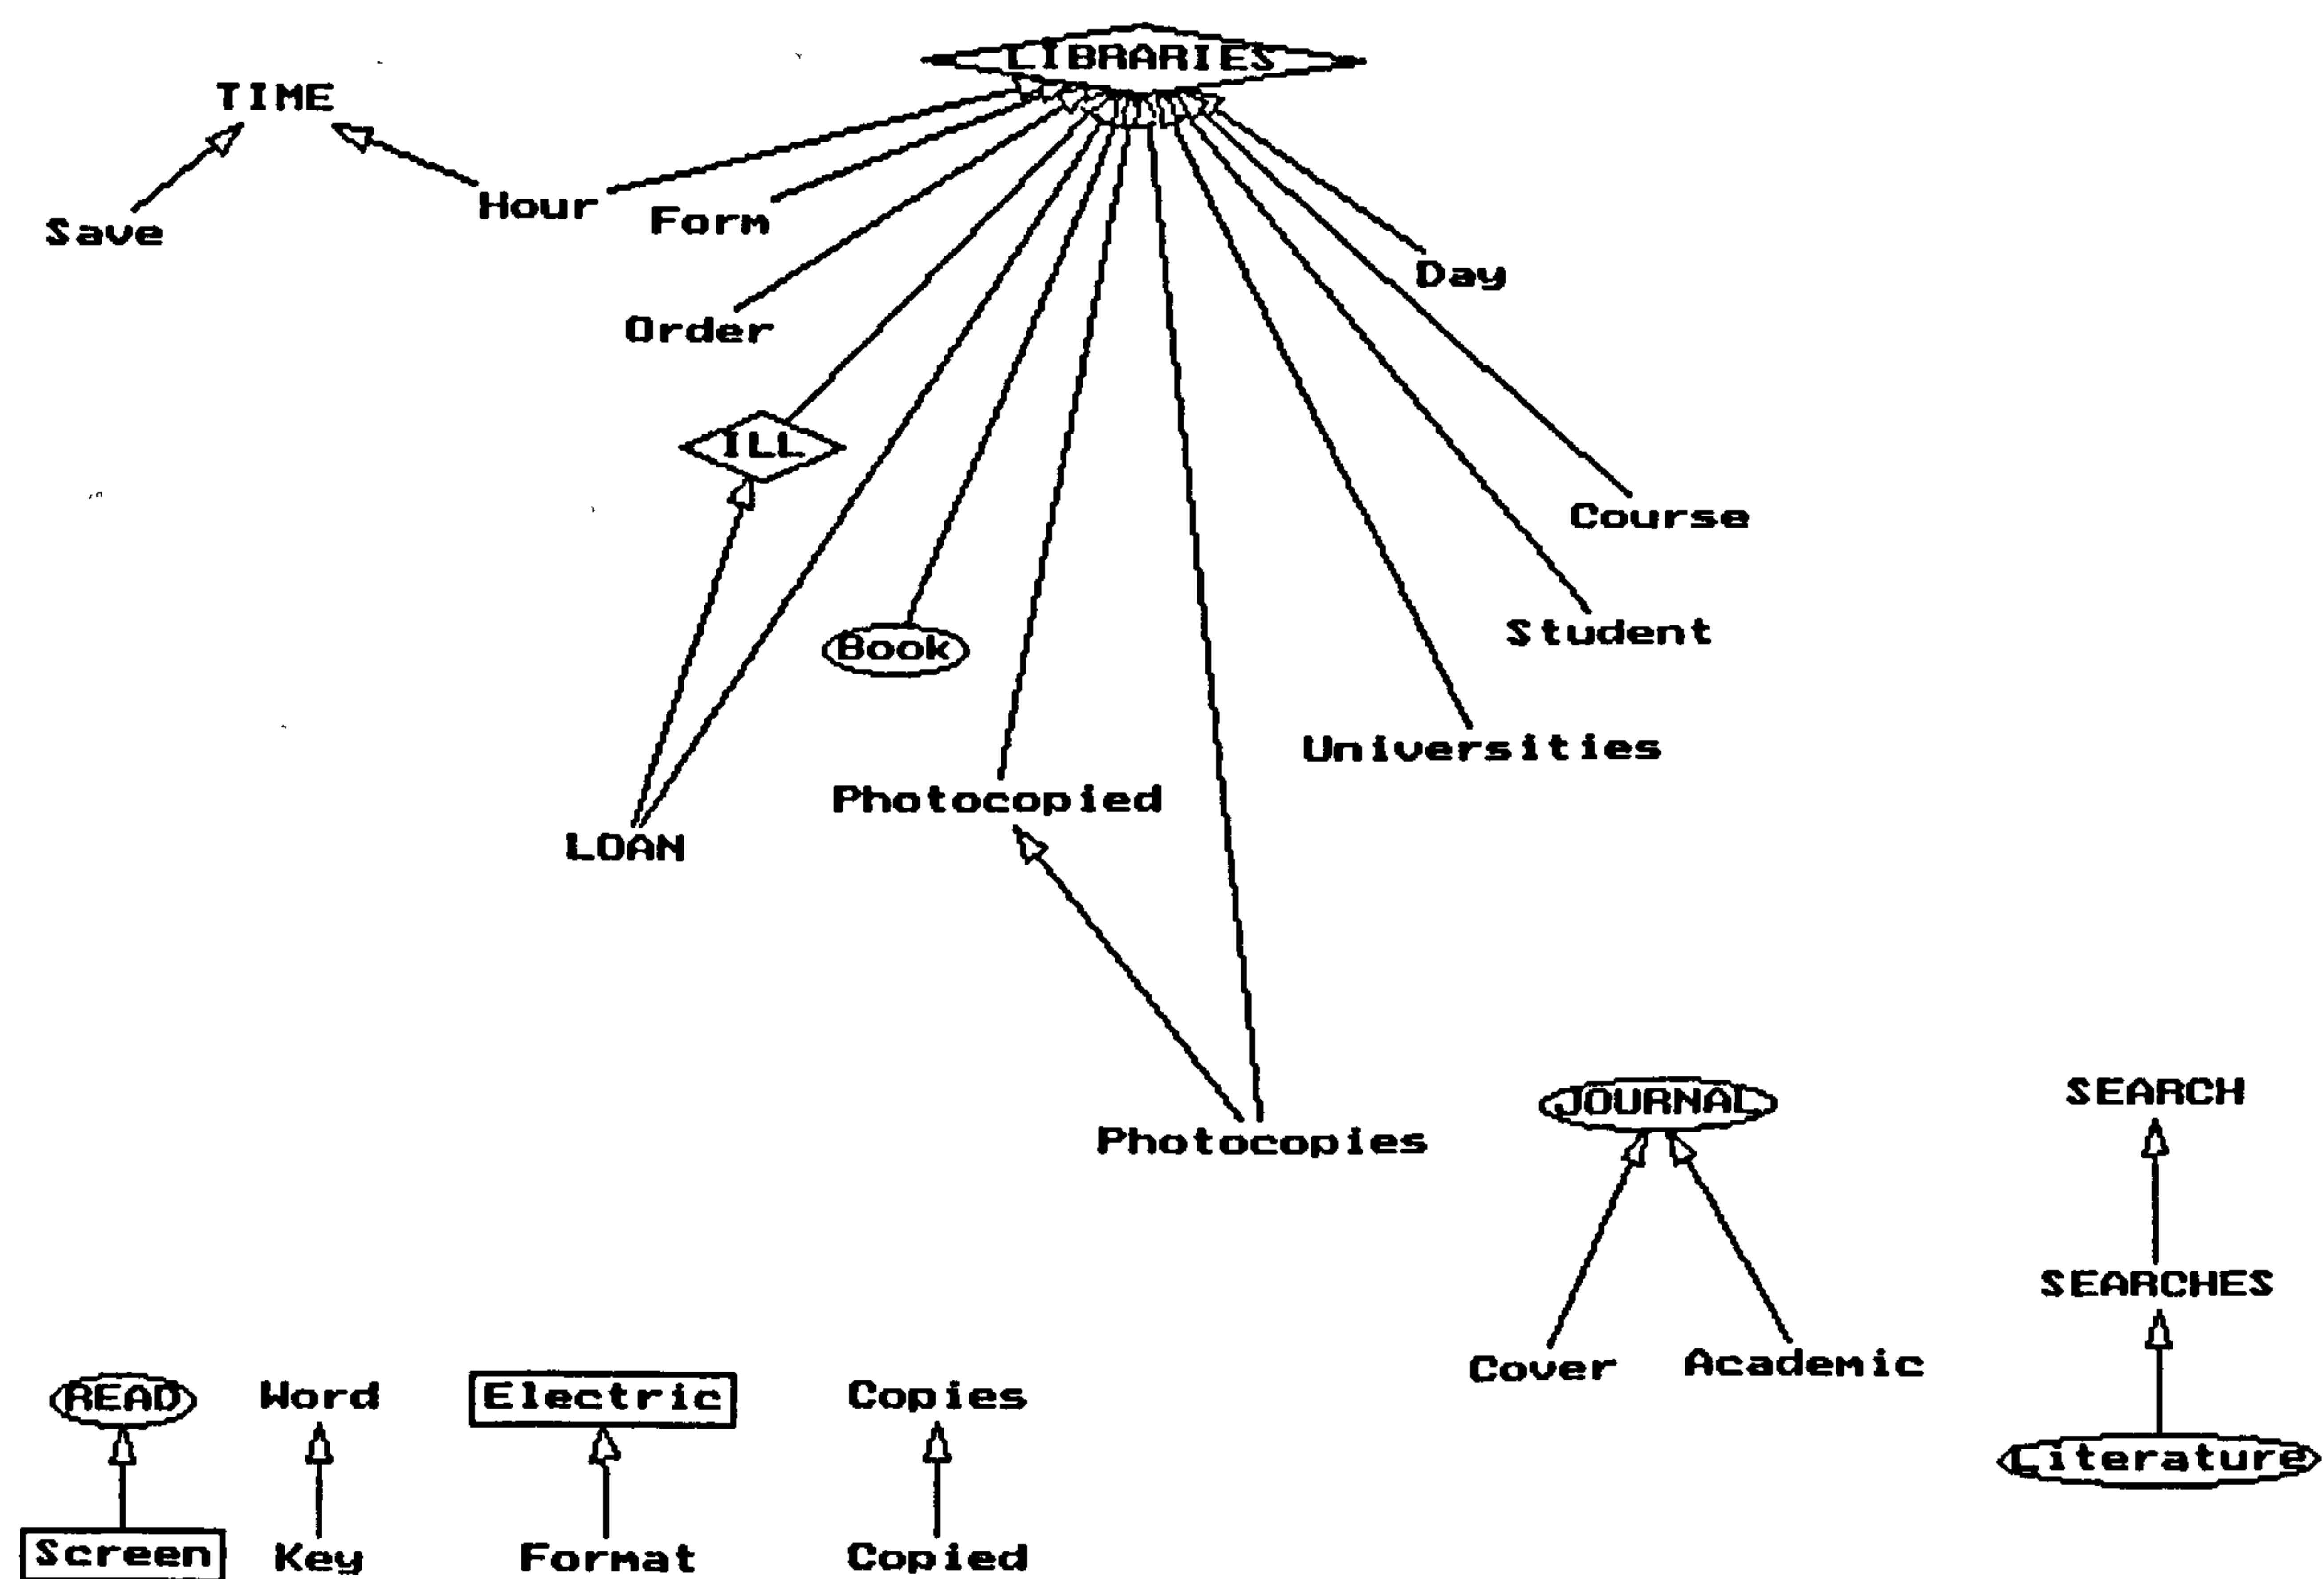 LIBRARIES
TIME
Save
Hour
Form
Day
Order
ILL
Course
Book
Student
Universities
Photocopied
LOAN
Photocopies
JOURNAL
SEARCH
SEARCHES
Cover
Academic
Literature
READ
Word
Electric
Copies
Screen
Key
Format
Copied